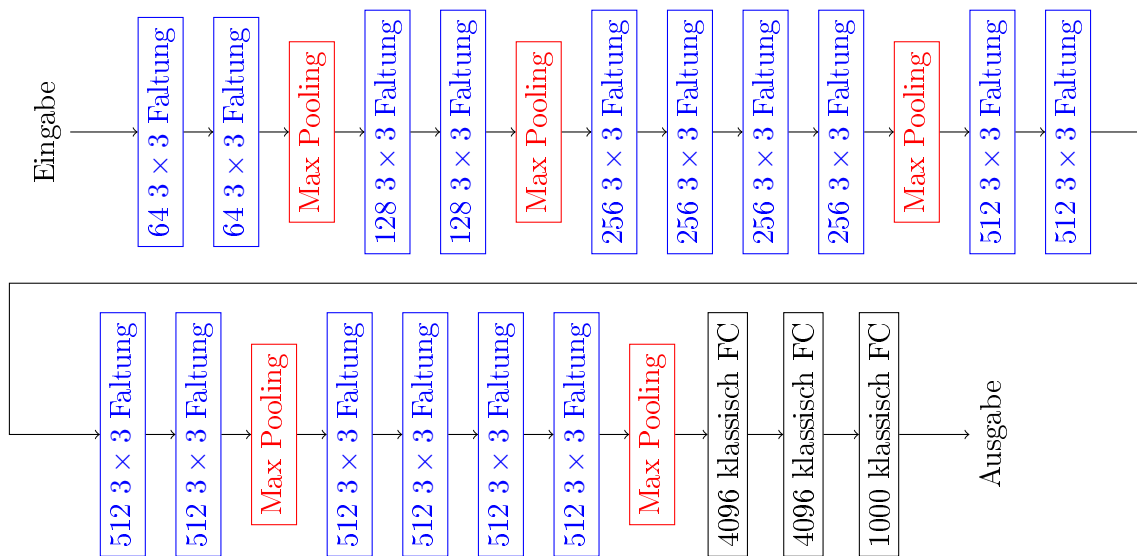 Eingabe
64 3 × 3 Faltung
64 3 × 3 Faltung
Max Pooling
128 3 × 3 Faltung
128 3 × 3 Faltung
Max Pooling
256 3 × 3 Faltung
256 3 × 3 Faltung
256 3 × 3 Faltung
256 3 × 3 Faltung
Max Pooling
512 3 × 3 Faltung
512 3 × 3 Faltung
512 3 × 3 Faltung
512 3 × 3 Faltung
Max Pooling
512 3 × 3 Faltung
512 3 × 3 Faltung
512 3 × 3 Faltung
512 3 × 3 Faltung
Max Pooling
4096 klassisch FC
4096 klassisch FC
1000 klassisch FC
Ausgabe